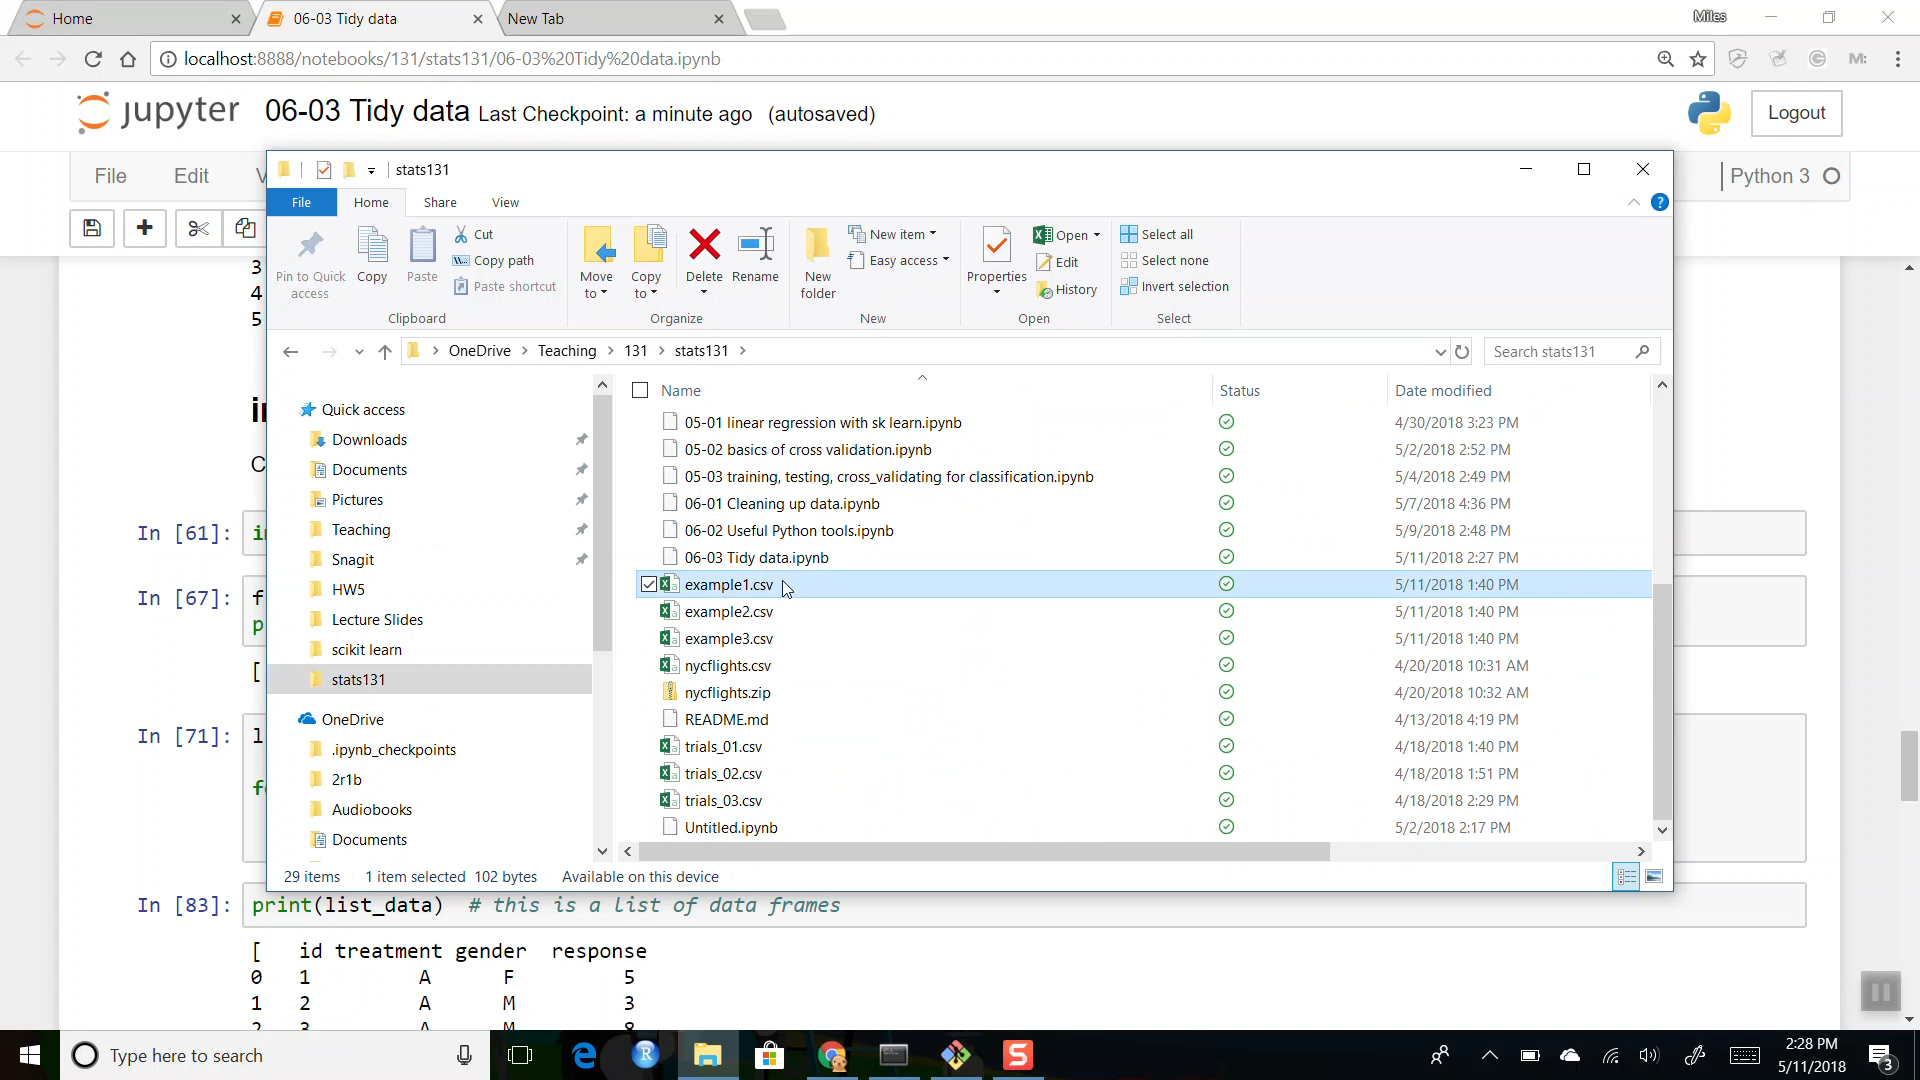 Home
06-03 Tidy data
New Tab
Miles
localhost:8888/notebooks/131/stats131/06-03%20Tidy%20data.ipynb
M:
jupyter 06-03 Tidy data Last Checkpoint: a minute ago (autosaved)
Logout
File Edit
Python 3
stats131
File Home Share View
Pin to Quick access
Copy
Paste
Cut
Copy path
Paste shortcut
Move to
Copy to
Delete
Rename
New folder
New item
Easy access
Properties
Open
Edit
History
Select all
Select none
Invert selection
Clipboard Organize New Open Select
OneDrive > Teaching > 131 > stats131 >
Search stats131
Name Status Date modified
Quick access
Downloads
Documents
Pictures
Teaching
Snagit
HW5
Lecture Slides
scikit learn
stats131
OneDrive
.ipynb_checkpoints
2r1b
Audiobooks
Documents
05-01 linear regression with sk learn.ipynb 4/30/2018 3:23 PM
05-02 basics of cross validation.ipynb 5/2/2018 2:52 PM
05-03 training, testing, cross_validating for classification.ipynb 5/4/2018 2:49 PM
06-01 Cleaning up data.ipynb 5/7/2018 4:36 PM
06-02 Useful Python tools.ipynb 5/9/2018 2:48 PM
06-03 Tidy data.ipynb 5/11/2018 2:27 PM
example1.csv 5/11/2018 1:40 PM
example2.csv 5/11/2018 1:40 PM
example3.csv 5/11/2018 1:40 PM
nycflights.csv 4/20/2018 10:31 AM
nycflights.zip 4/20/2018 10:32 AM
README.md 4/13/2018 4:19 PM
trials_01.csv 4/18/2018 1:40 PM
trials_02.csv 4/18/2018 1:51 PM
trials_03.csv 4/18/2018 2:29 PM
Untitled.ipynb 5/2/2018 2:17 PM
29 items 1 item selected 102 bytes Available on this device
3
4
5
In [61]:
In [67]:
p
[
In [71]:
In [83]: print(list_data) # this is a list of data frames
[ id treatment gender response
0 1 A F 5
1 2 A M 3
2 3 A M 8
Type here to search
2:28 PM
5/11/2018
3